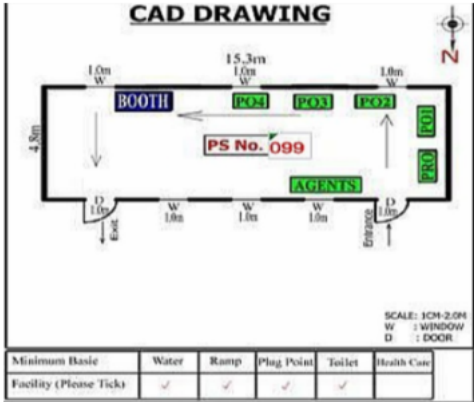 CAD DRAWING
N
15.3m
1.0m
W
1.0m
W
1.0m
W
BOOTH
PO4
PO3
PO2
PO1
4.8m
PS No. 099
PRO
AGENTS
D
1.0m
W
1.0m
W
1.0m
W
1.0m
D
1.0m
Exit
Entrance
SCALE: 1CM-2.0M
W : WINDOW
D : DOOR
Minimum Basic Water Ramp Plug Point Toilet Health Care
Facility (Please Tick) ✓ ✓ ✓ ✓